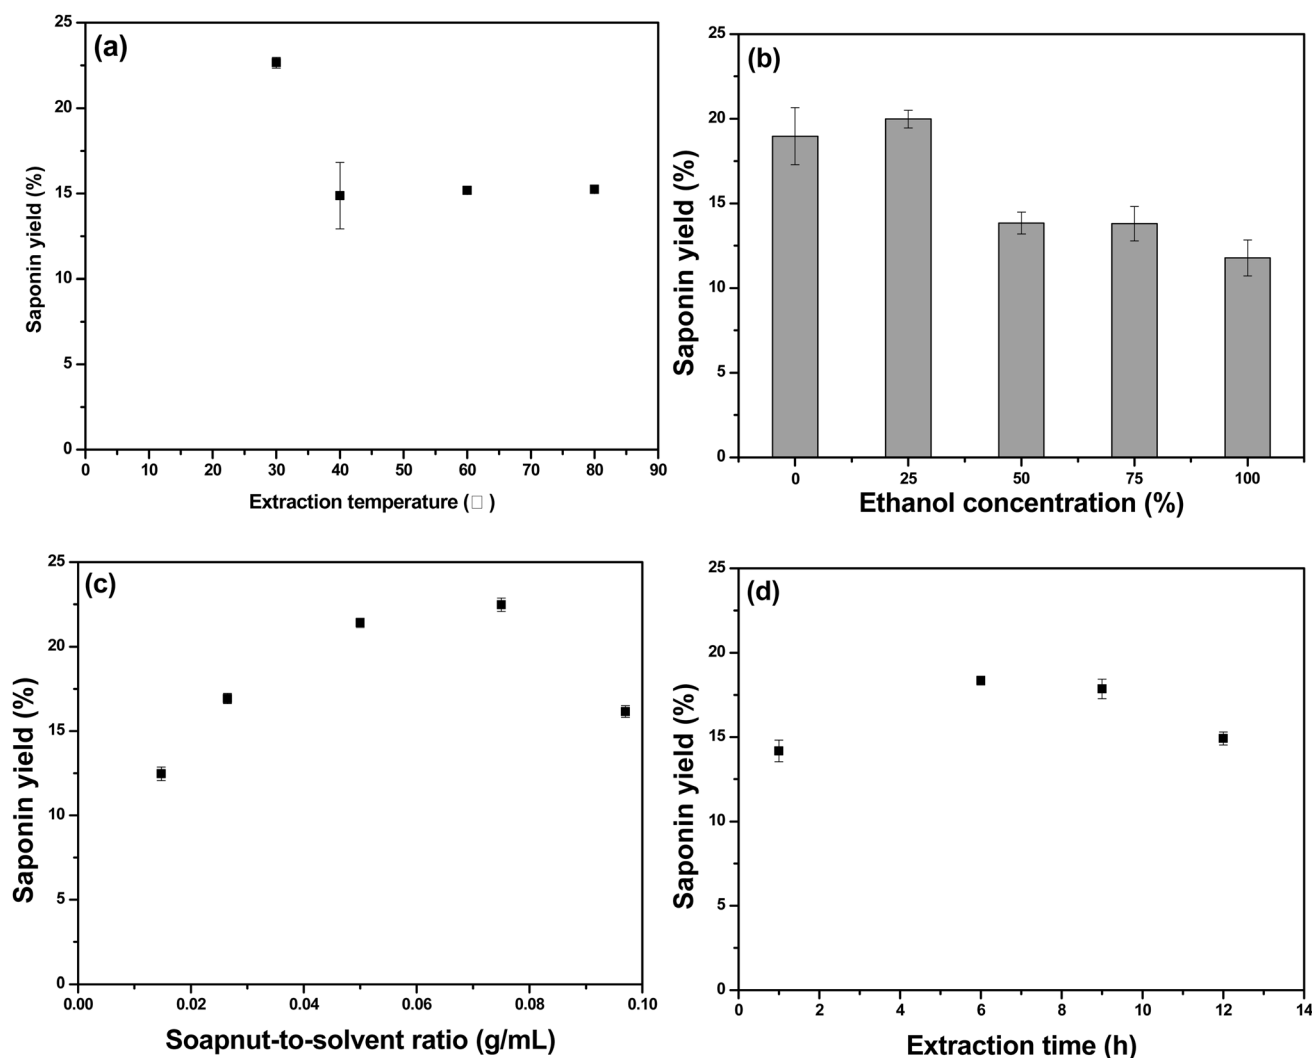 (a)
25
20
15
10
5
0
Saponin yield (%)
0 10 20 30 40 50 60 70 80 90
Extraction temperature (□ )
(b)
25
20
15
10
5
0
Saponin yield (%)
0 25 50 75 100
Ethanol concentration (%)
(c)
25
20
15
10
5
0
Saponin yield (%)
0.00 0.02 0.04 0.06 0.08 0.10
Soapnut-to-solvent ratio (g/mL)
(d)
25
20
15
10
5
0
Saponin yield (%)
0 2 4 6 8 10 12 14
Extraction time (h)